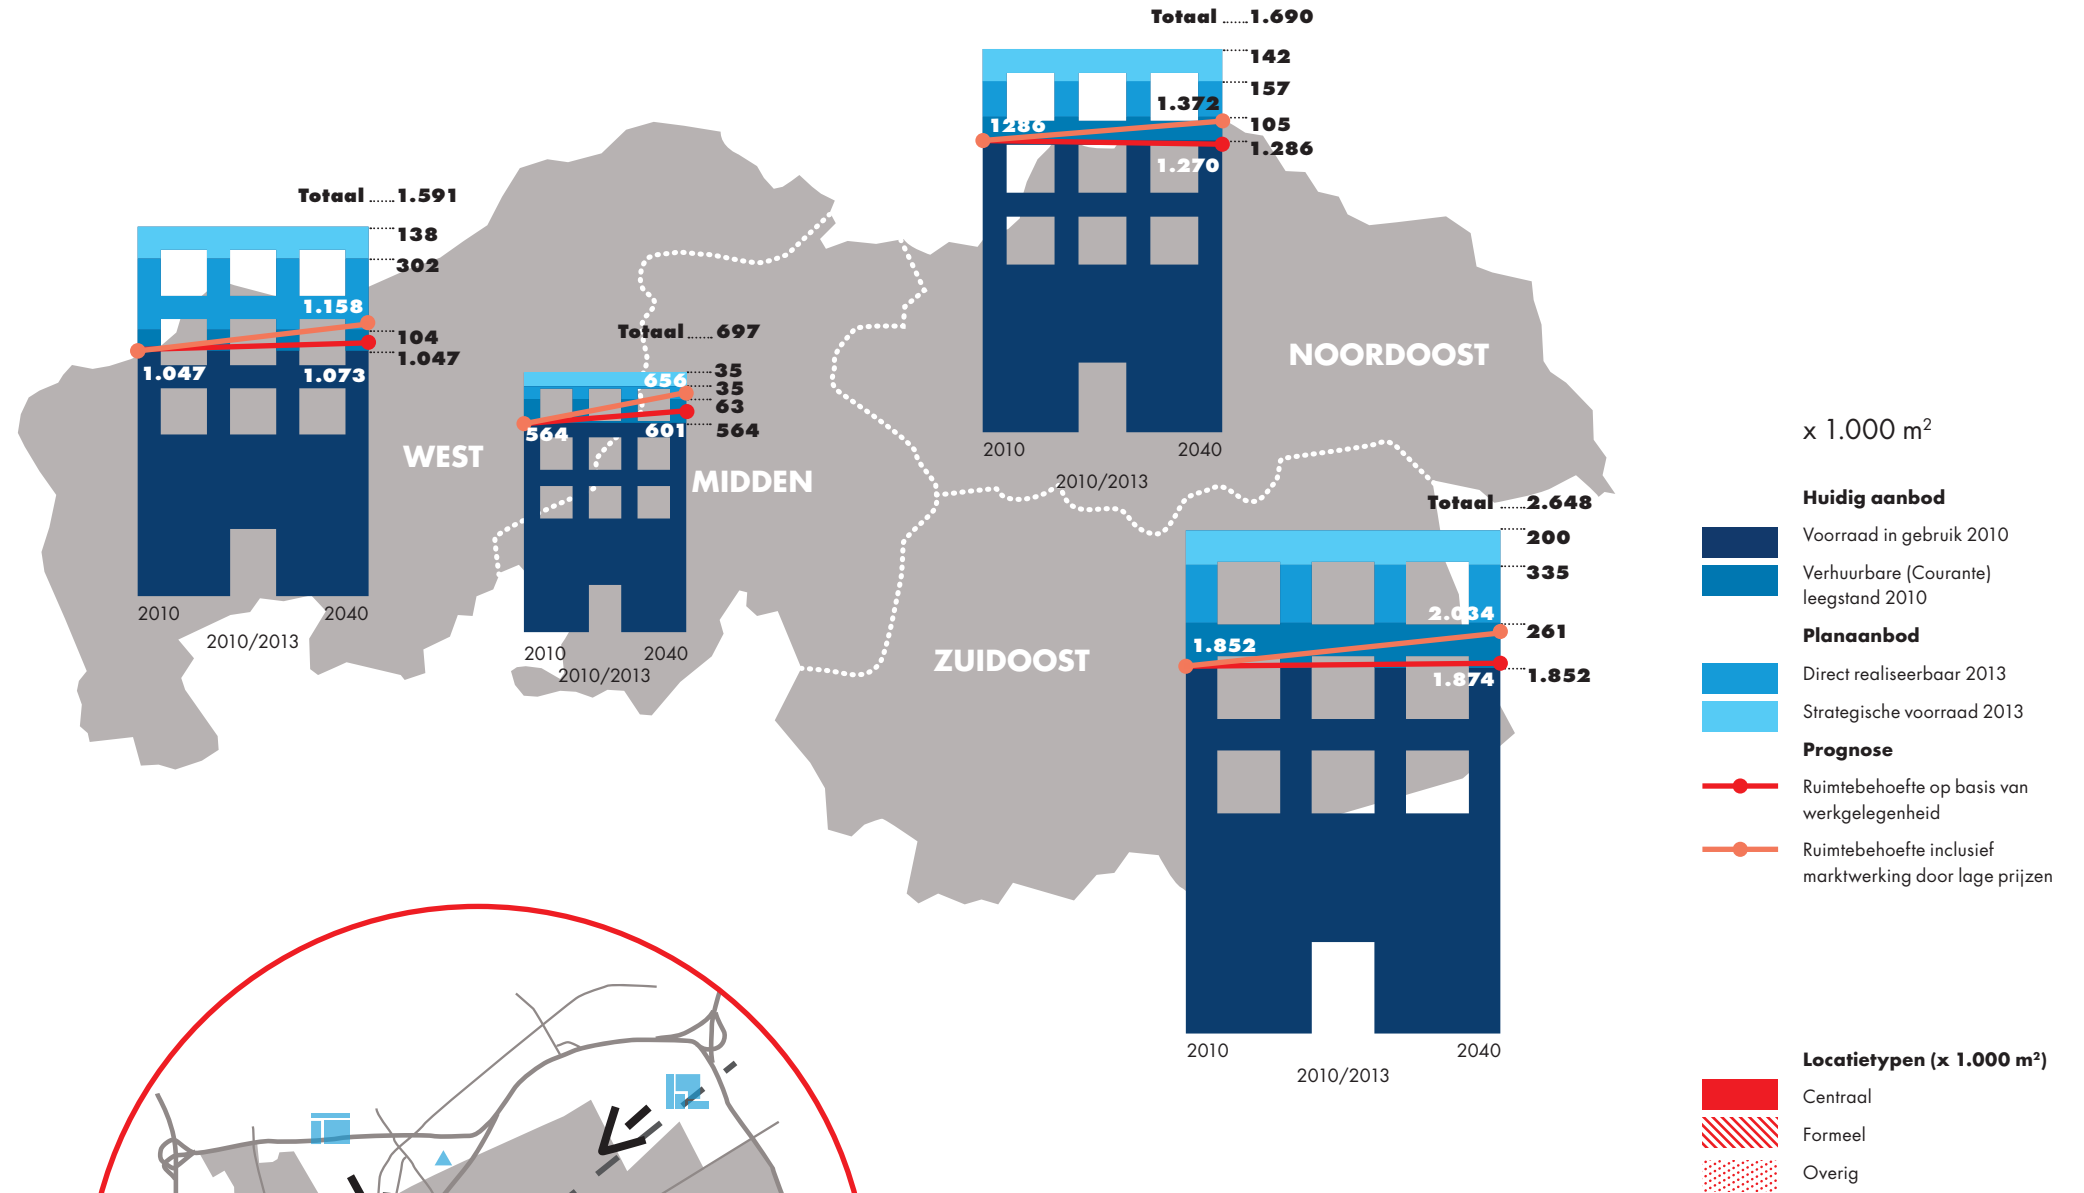 Totaal ......1.690
142
157
1.372
1286
105
1.286
1.270
2010
2040
2010/2013
NOORDOOST
Totaal ......1.591
138
302
1.158
104
1.047
1.047
1.073
2010
2040
2010/2013
WEST
Totaal ......697
35
656
35
63
564
601
564
2010
2040
2010/2013
MIDDEN
Totaal ......2.648
200
335
2.034
261
1.852
1.874
1.852
2010
2040
2010/2013
ZUIDOOST
x 1.000 m²
Huidig aanbod
Voorraad in gebruik 2010
Verhuurbare (Courante)
leegstand 2010
Planaanbod
Direct realiseerbaar 2013
Strategische voorraad 2013
Prognose
Ruimtebehoefte op basis van
werkgelegenheid
Ruimtebehoefte inclusief
marktwerking door lage prijzen
Locatietypen (x 1.000 m²)
Centraal
Formeel
Overig